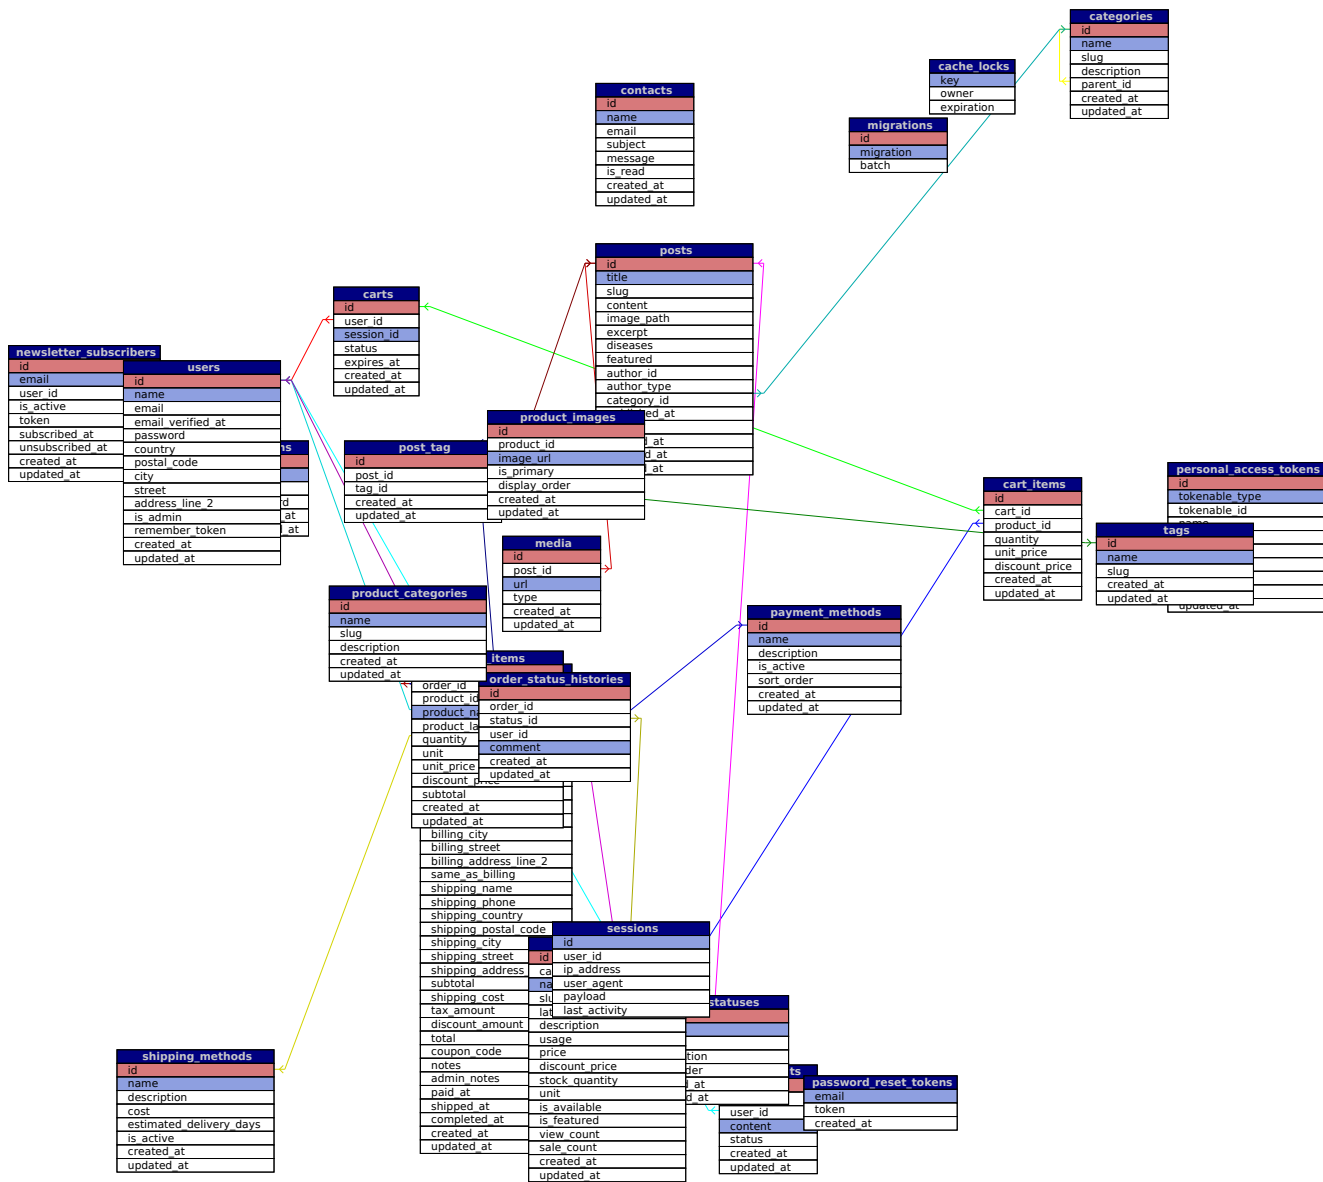 categories
id
name
slug
description
parent_id
created_at
updated_at
cache_locks
key
owner
expiration
contacts
id
name
email
subject
message
is_read
created_at
updated_at
migrations
id
migration
batch
posts
id
title
slug
content
image_path
excerpt
diseases
featured
author_id
author_type
category_id
carts
id
user_id
session_id
status
expires_at
created_at
updated_at
newsletter_subscribers
id
email
user_id
is_active
token
subscribed_at
unsubscribed_at
created_at
updated_at
users
id
name
email
email_verified_at
password
country
postal_code
city
street
address_line_2
is_admin
remember_token
created_at
updated_at
post_tag
id
post_id
tag_id
created_at
updated_at
product_images
id
product_id
image_url
is_primary
display_order
created_at
updated_at
media
id
post_id
url
type
created_at
updated_at
cart_items
id
cart_id
product_id
quantity
unit_price
discount_price
created_at
updated_at
personal_access_tokens
id
tokenable_type
tokenable_id
tags
id
name
slug
created_at
updated_at
updated_at
product_categories
id
name
slug
description
created_at
updated_at
payment_methods
id
name
description
is_active
sort_order
created_at
updated_at
items
order_id
quantity
unit
unit_price
subtotal
created_at
updated_at
order_status_histories
id
order_id
status_id
user_id
comment
created_at
updated_at
billing_city
billing_street
billing_address_line_2
same_as_billing
shipping_name
shipping_phone
shipping_country
shipping_postal_code
shipping_city
shipping_street
shipping_address
subtotal
shipping_cost
tax_amount
discount_amount
total
coupon_code
notes
admin_notes
paid_at
shipped_at
completed_at
created_at
updated_at
sessions
id
user_id
ip_address
user_agent
payload
last_activity
id
description
usage
price
discount_price
stock_quantity
unit
is_available
is_featured
view_count
sale_count
created_at
updated_at
statuses
user_id
content
status
created_at
updated_at
password_reset_tokens
email
token
created_at
shipping_methods
id
name
description
cost
estimated_delivery_days
is_active
created_at
updated_at